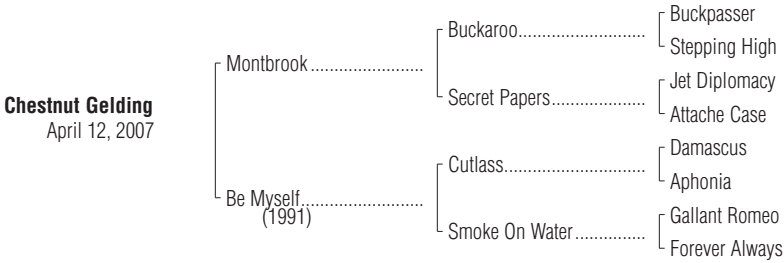 Chestnut Gelding
April 12, 2007
Montbrook
Be Myself
(1991)
Buckaroo
Secret Papers
Cutlass
Smoke On Water
Buckpasser
Stepping High
Jet Diplomacy
Attache Case
Damascus
Aphonia
Gallant Romeo
Forever Always